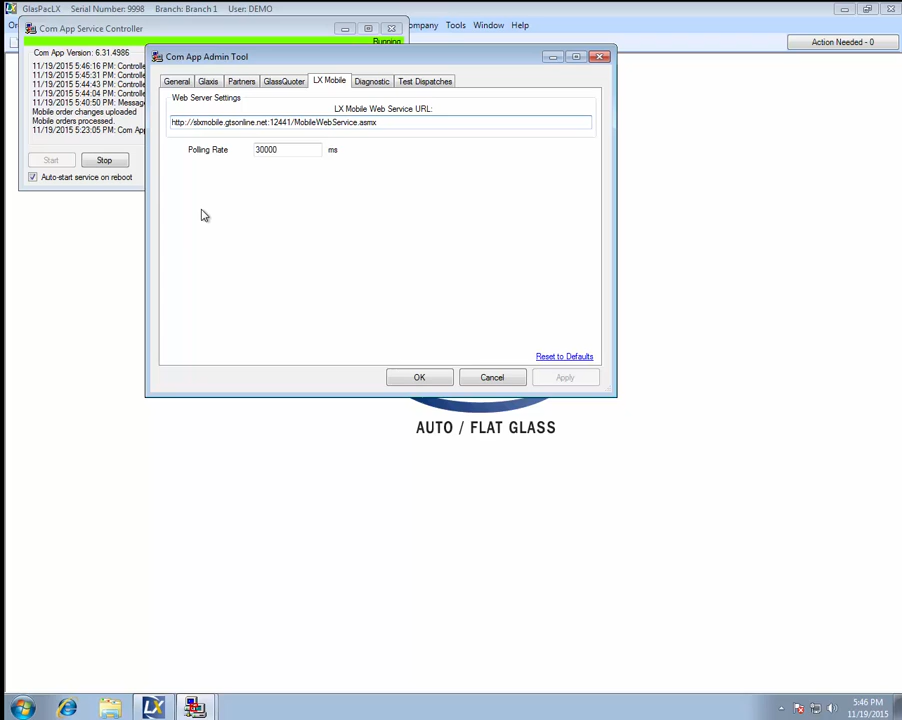 GlasPacLX Serial Number: 9998 Branch: Branch 1 User: DEMO
Com App Service Controller
ompany Tools Window Help
Running
Action Needed - 0
Com App Version: 6.31.4986
11/19/2015 5:46:16 PM: Controlle
11/19/2015 5:45:31 PM: Controlle
11/19/2015 5:44:43 PM: Controlle
11/19/2015 5:44:04 PM: Controlle
11/19/2015 5:40:50 PM: Messag
Mobile order changes uploaded
Mobile orders processed.
11/19/2015 5:23:05 PM: Com Ap
Start Stop
Auto-start service on reboot
Com App Admin Tool
General Glaxis Partners GlassQuoter LX Mobile Diagnostic Test Dispatches
Web Server Settings
LX Mobile Web Service URL:
http://slxmobile.gtsonline.net:12441/MobileWebService.asmx
Polling Rate 30000 ms
Reset to Defaults
OK Cancel Apply
AUTO / FLAT GLASS
LX
5:46 PM
11/19/2015